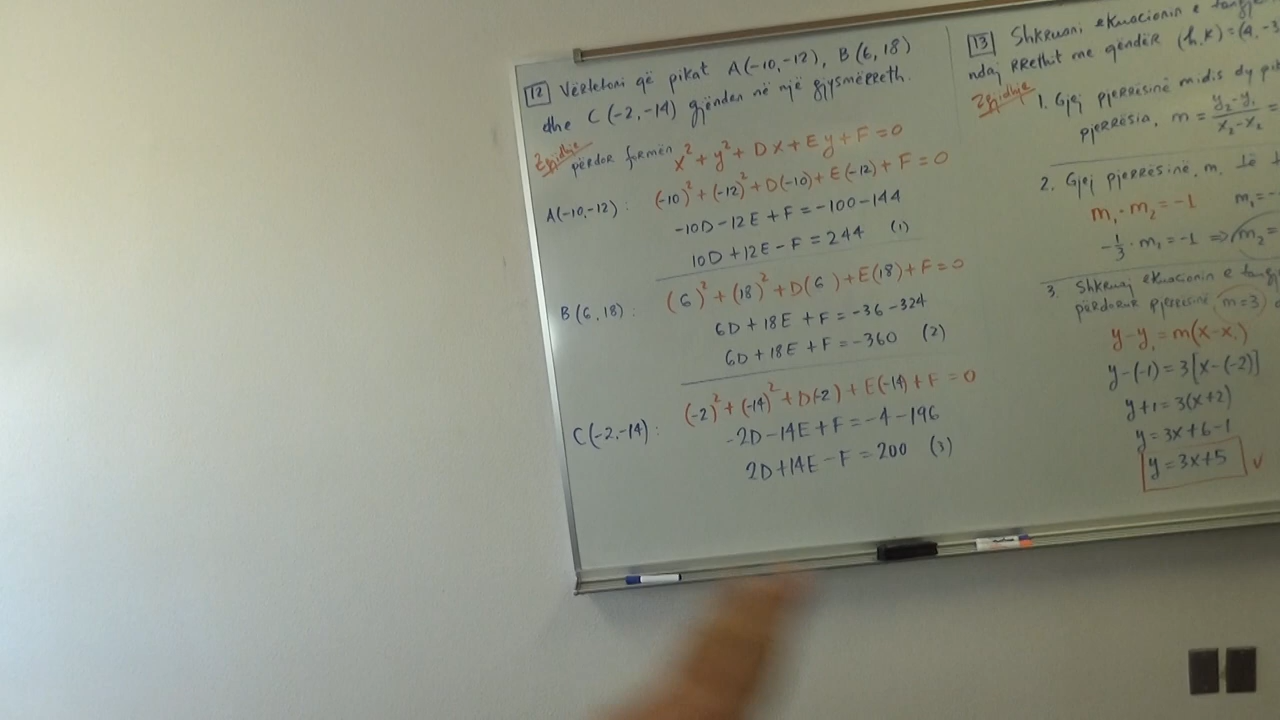 12 Vërtetoni që pikat A(-10,-12), B(6,18)
dhe C(-2,-14) gjënden në një gjysmërreth.
Zgjidhje
përdor formën x² + y² + Dx + Ey + F = 0
A(-10,-12): (-10)² + (-12)² + D(-10) + E(-12) + F = 0
-10D - 12E + F = -100 - 144
10D + 12E - F = 244 (1)
B(6,18): (6)² + (18)² + D(6) + E(18) + F = 0
6D + 18E + F = -36 - 324
6D + 18E + F = -360 (2)
C(-2,-14): (-2)² + (-14)² + D(-2) + E(-14) + F = 0
-2D - 14E + F = -4 - 196
2D + 14E - F = 200 (3)
13 Shkruani ekuacionin e
ndaj rrethit me qëndër (h,k) = (4,-3
Zgjidhje
1. Gjej pjerrësinë midis dy
pjerrësia, m = y₂-y₁/x₂-x₂ =
2. Gjej pjerrësinë, m, të
m₁·m₂ = -1 m₁ = -
-1/3·m₁ = -1 ⇒ m₂ =
3. Shkruaj ekuacionin e
përdorur pjerrësinë m=3
y - y₁ = m(x - x₁)
y - (-1) = 3[x - (-2)]
y + 1 = 3(x + 2)
y = 3x + 6 - 1
y = 3x + 5 ✓